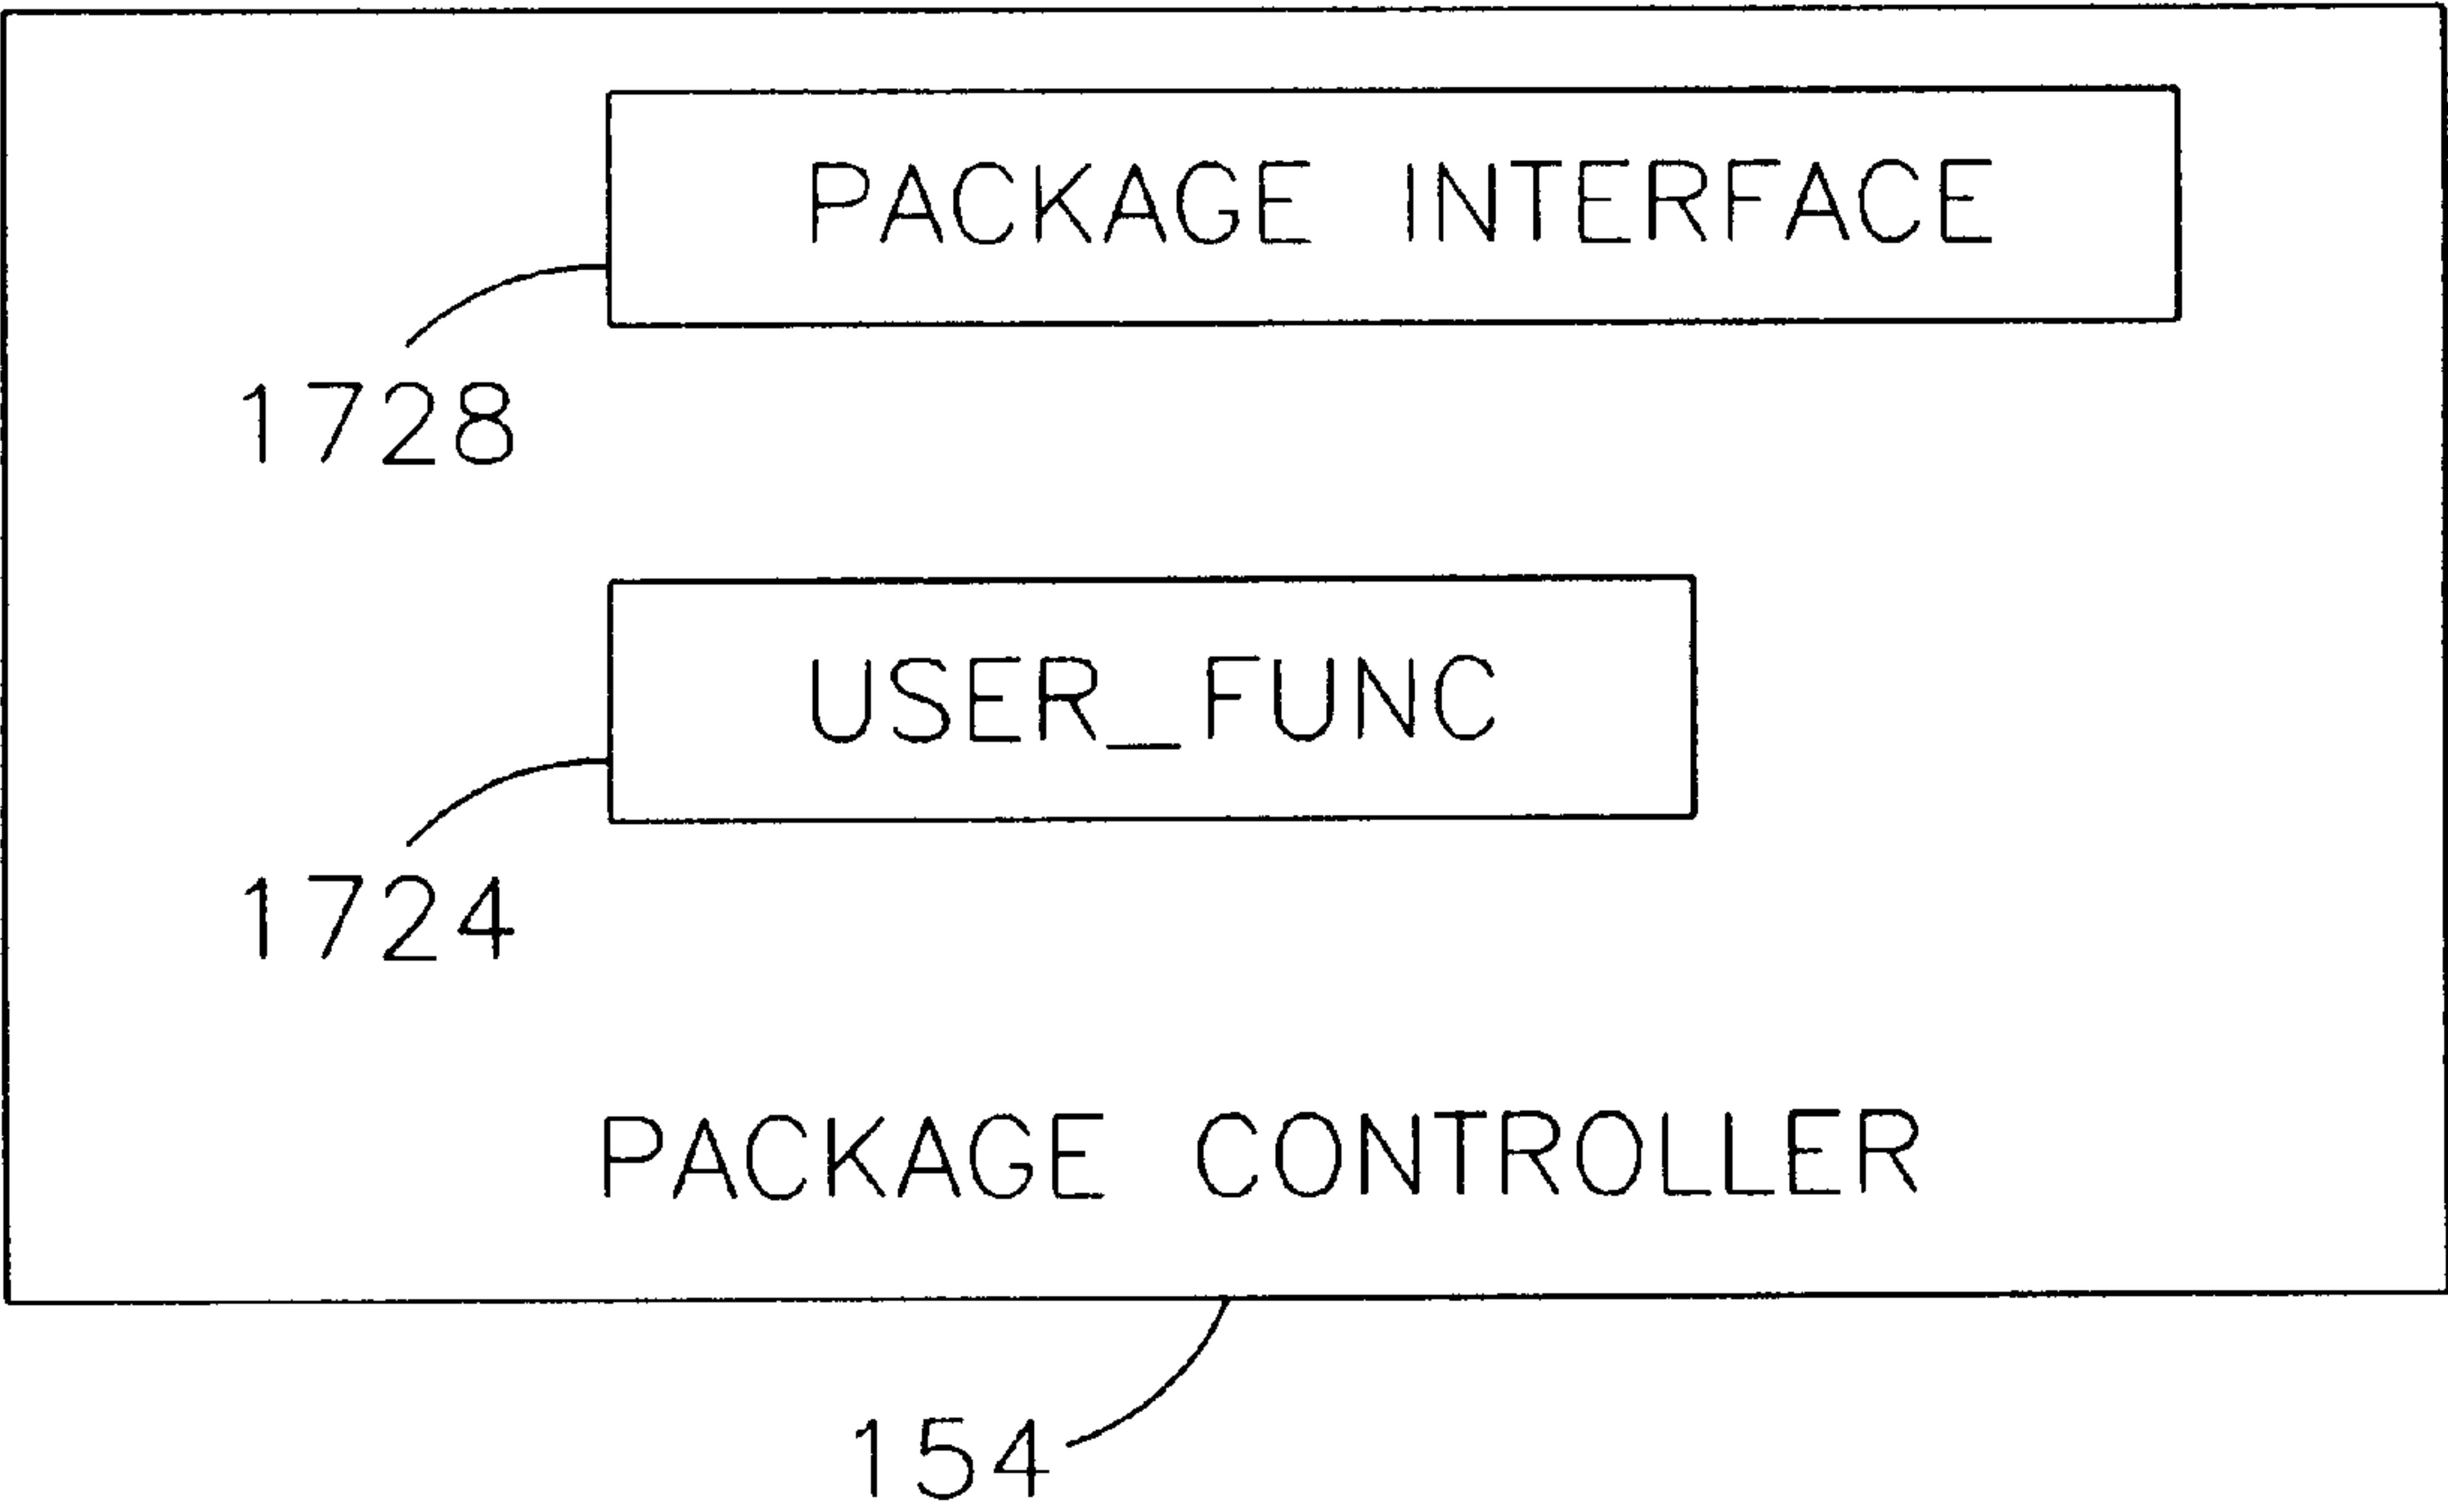 PACKAGE INTERFACE
1728
USER_FUNC
1724
PACKAGE CONTROLLER
154